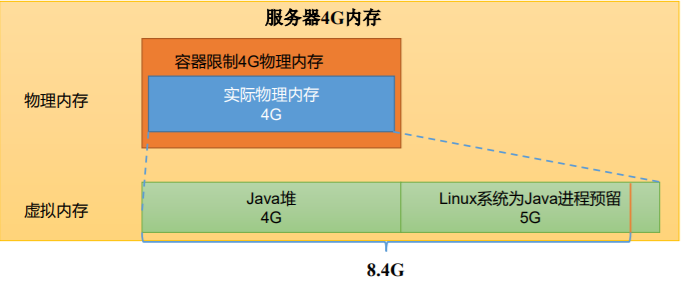 服务器4G内存
容器限制4G物理内存
物理内存
实际物理内存
4G
虚拟内存
Java堆
4G
Linux系统为Java进程预留
5G
8.4G